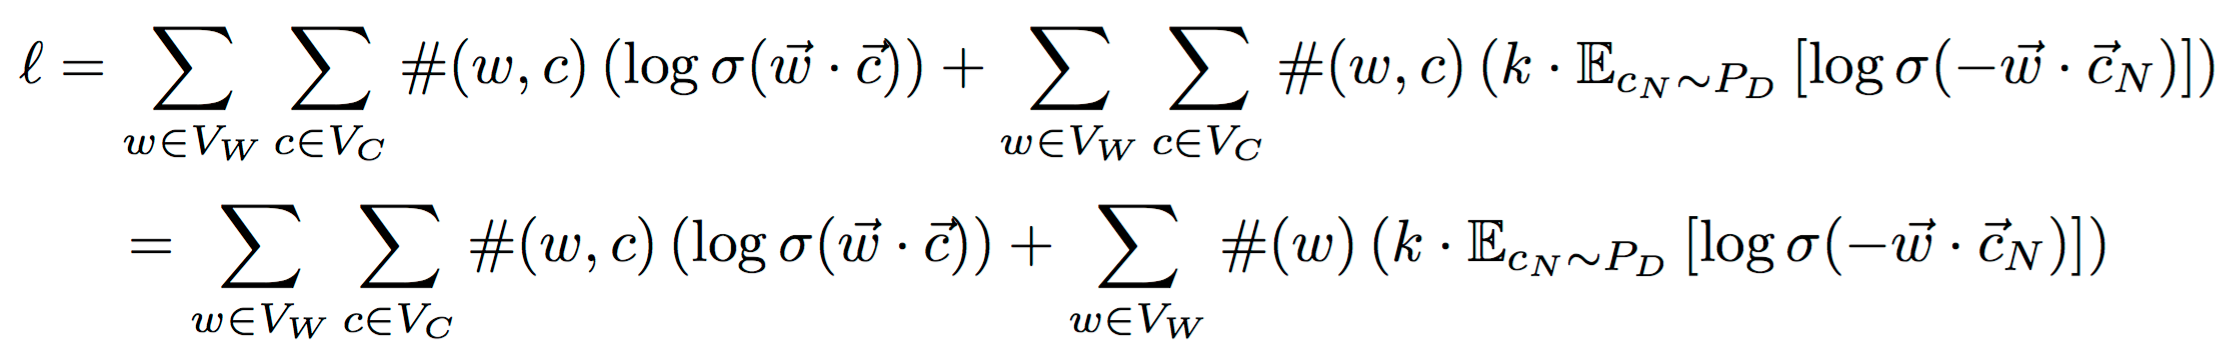 ℓ = ∑_{w∈V_W} ∑_{c∈V_C} #(w, c) (log σ(w⃗ · c⃗)) + ∑_{w∈V_W} ∑_{c∈V_C} #(w, c) (k · 𝔼_{c_N∼P_D} [log σ(−w⃗ · c⃗_N)])
= ∑_{w∈V_W} ∑_{c∈V_C} #(w, c) (log σ(w⃗ · c⃗)) + ∑_{w∈V_W} #(w) (k · 𝔼_{c_N∼P_D} [log σ(−w⃗ · c⃗_N)])